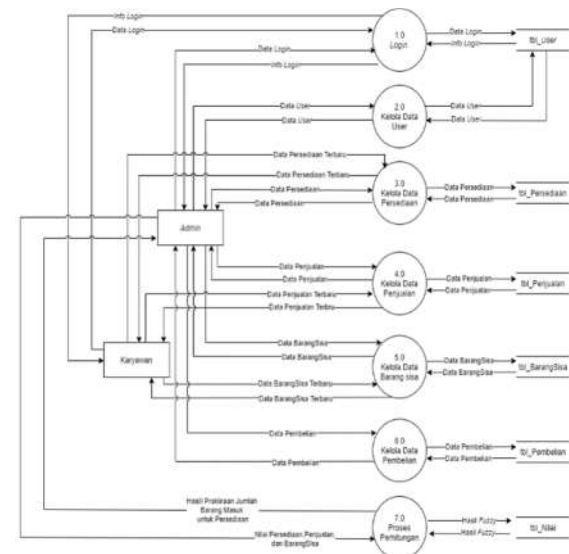 Info Login
Data Login
Data Login
Info Login
1.0
Login
Data Login
Info Login
tbl_User
Data User
Data User
2.0
Kelola Data
User
Data User
Data User
Data Persediaan Terbaru
Data Persediaan Terbaru
Data Persediaan
Data Persediaan
3.0
Kelola Data
Persediaan
Data Persediaan
Data Persediaan
tbl_Persediaan
Admin
Data Penjualan
Data Penjualan
Data Penjualan Terbaru
Data Penjualan Terbru
4.0
Kelola Data
Penjualan
Data Penjualan
Data Penjualan
tbl_Penjualan
Karyawan
Data BarangSisa
Data BarangSisa
Data BarangSisa Terbaru
Data BarangSisa Terbaru
5.0
Kelola Data
Barang sisa
Data BarangSisa
Data BarangSisa
tbl_BarangSisa
Data Pembelian
Data Pembelian
6.0
Kelola Data
Pembelian
Data Pembelian
Data Pembelian
tbl_Pembelian
Hasil Prakiraan Jumlah
Barang Masuk
untuk Persediaan
Nilai Persediaan,Penjualan
dan BarangSisa
7.0
Proses
Perhitungan
Hasil Fuzzy
Hasil Fuzzy
tbl_Nilai